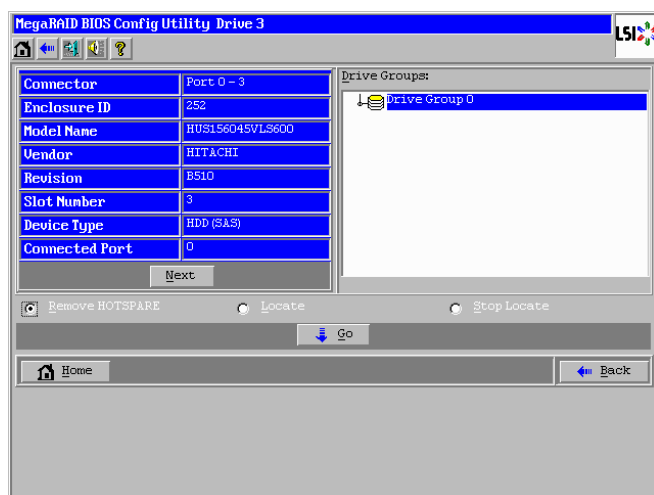 MegaRAID BIOS Config Utility Drive 3
LSI
Connector Port 0 - 3
Enclosure ID 252
Model Name HUS156045VLS600
Vendor HITACHI
Revision B510
Slot Number 3
Device Type HDD (SAS)
Connected Port 0
Next
Drive Groups:
Drive Group 0
Remove HOTSPARE Locate Stop Locate
Go
Home Back